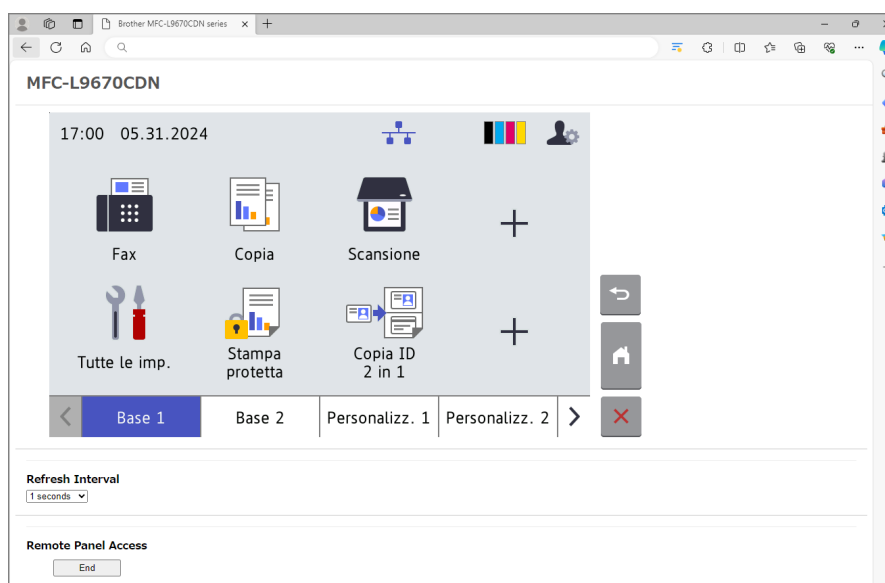 Brother MFC-L9670CDN series
MFC-L9670CDN
17:00 05.31.2024
Fax
Copia
Scansione
Tutte le imp.
Stampa
protetta
Copia ID
2 in 1
Base 1
Base 2
Personalizz. 1
Personalizz. 2
Refresh Interval
1 seconds
Remote Panel Access
End